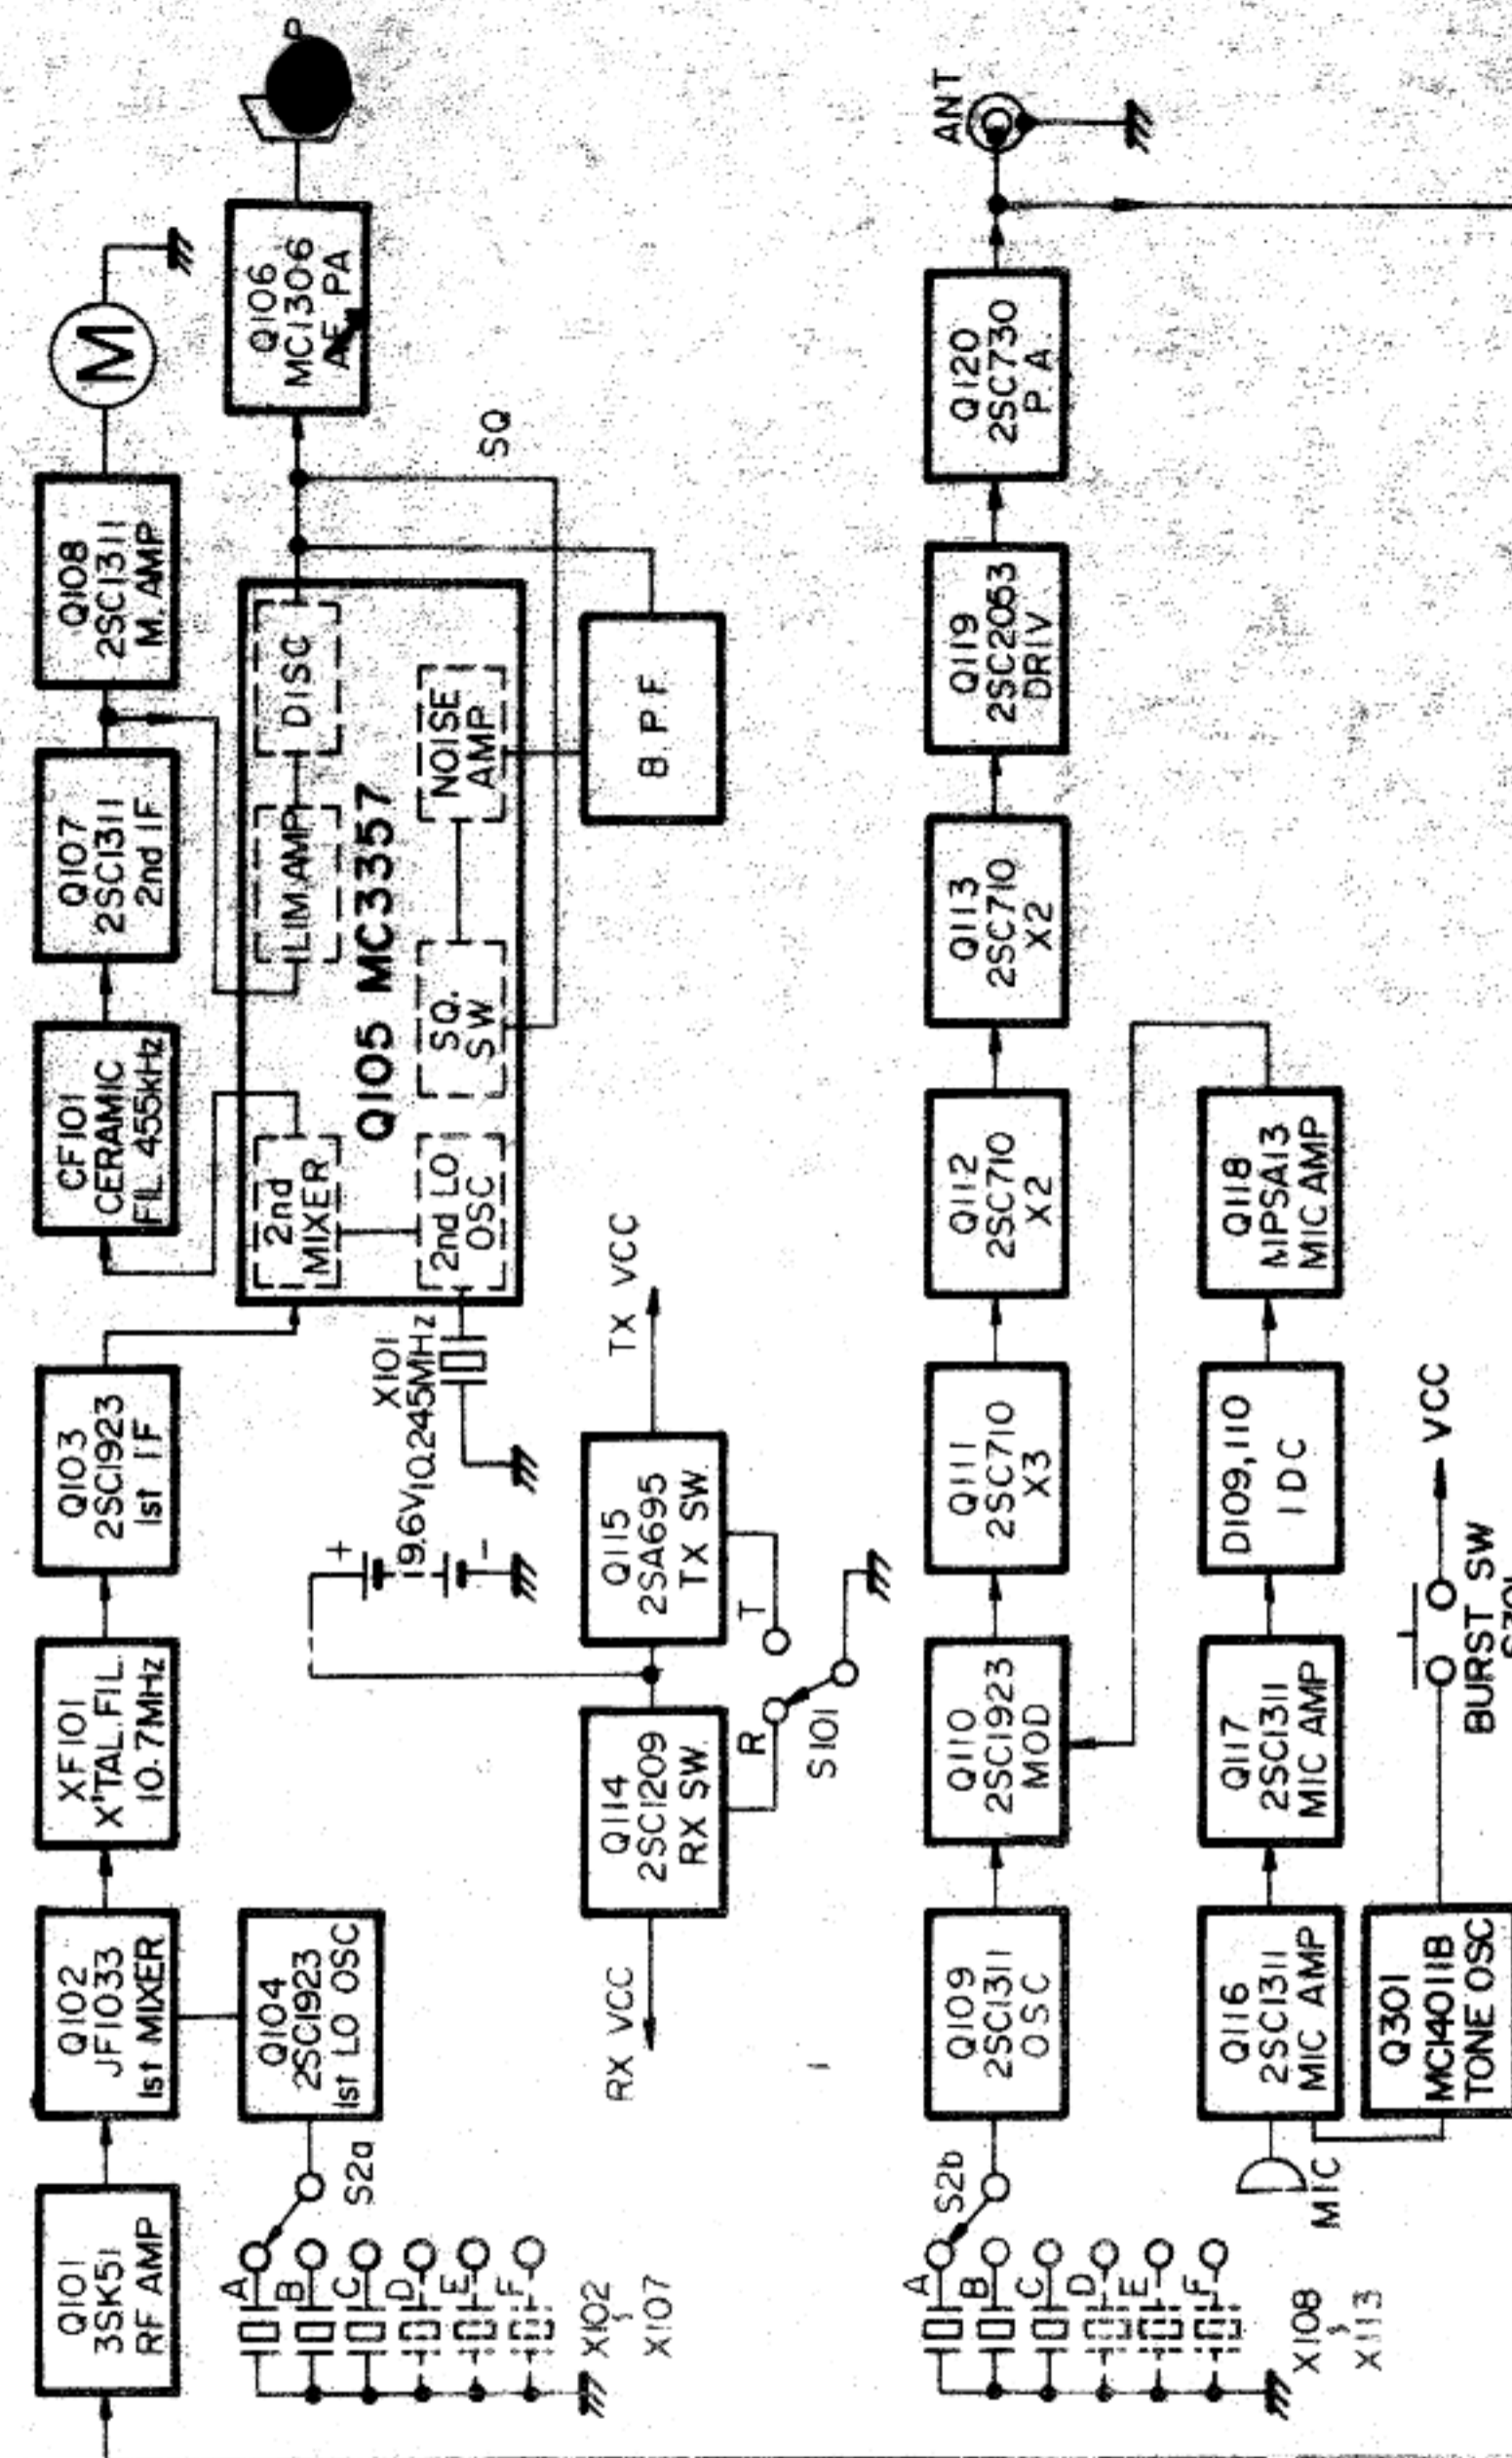 Q101
3SK51
RF AMP
Q102
JF1033
1st MIXER
XF101
X'TAL.FIL.
10.7MHz
Q103
2SC1923
1st IF
CF101
CERAMIC
FIL 455kHz
Q107
2SC1311
2nd IF
Q108
2SC1311
M. AMP
M
Q104
2SC1923
1st LO OSC
S2a
A
B
C
D
E
F
X102
§
X107
+
9.6V
-
X101
10.245MHz
2nd
MIXER
LIM.AMP
DISC
Q105 MC3357
2nd LO
OSC
SQ.
SW
NOISE
AMP
Q106
MC1306
A.F. PA
SQ
B.P.F.
RX VCC
Q114
2SC1209
RX SW.
Q115
2SA695
TX SW.
TX VCC
R
T
S101
Q109
2SC1311
OSC
Q110
2SC1923
MOD
Q111
2SC710
X3
Q112
2SC710
X2
Q113
2SC710
X2
Q119
2SC2053
DRIV
Q120
2SC730
P. A.
ANT
S2b
A
B
C
D
E
F
X108
§
X113
MIC
Q116
2SC1311
MIC AMP
Q117
2SC1311
MIC AMP
D109,110
IDC
Q118
MPSA13
MIC AMP
Q301
MC14011B
TONE OSC
BURST SW
VCC